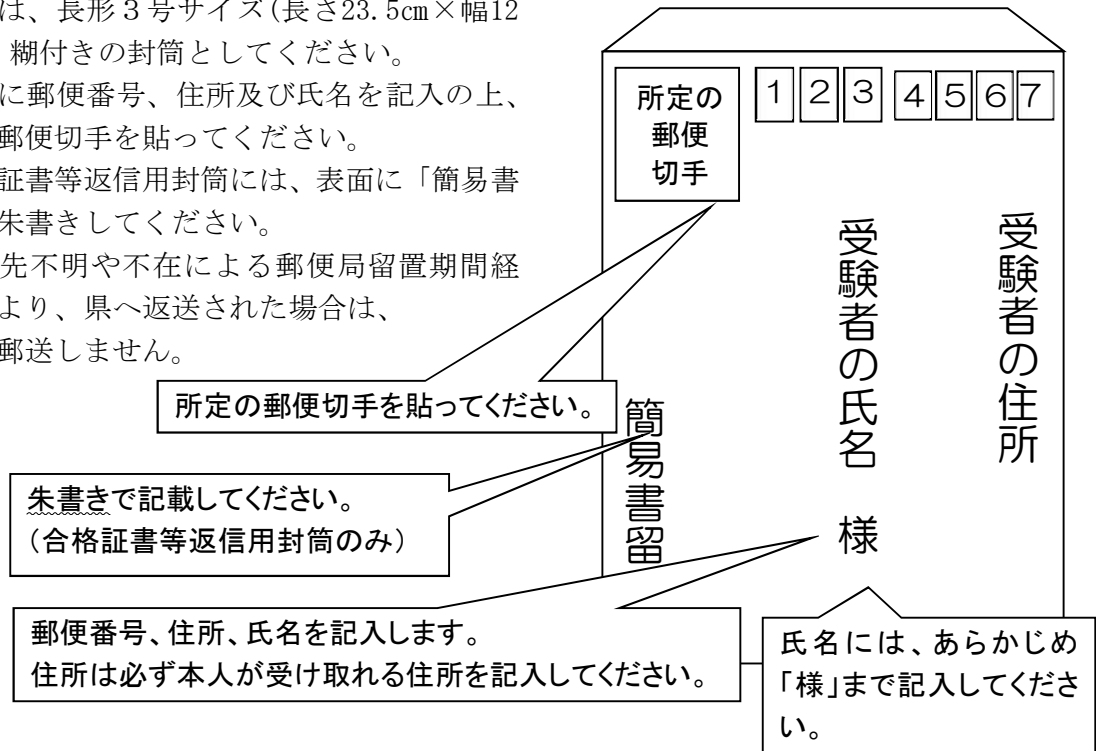 は、長形３号サイズ(長さ23.5㎝×幅12
糊付きの封筒としてください。
に郵便番号、住所及び氏名を記入の上、
郵便切手を貼ってください。
証書等返信用封筒には、表面に「簡易書
朱書きしてください。
先不明や不在による郵便局留置期間経
より、県へ返送された場合は、
郵送しません。
所定の
郵便
切手
１２３ ４５６７
受験者の住所
受験者の氏名　様
簡易書留
所定の郵便切手を貼ってください。
朱書きで記載してください。
（合格証書等返信用封筒のみ）
郵便番号、住所、氏名を記入します。
住所は必ず本人が受け取れる住所を記入してください。
氏名には、あらかじめ
「様」まで記入してくださ
い。